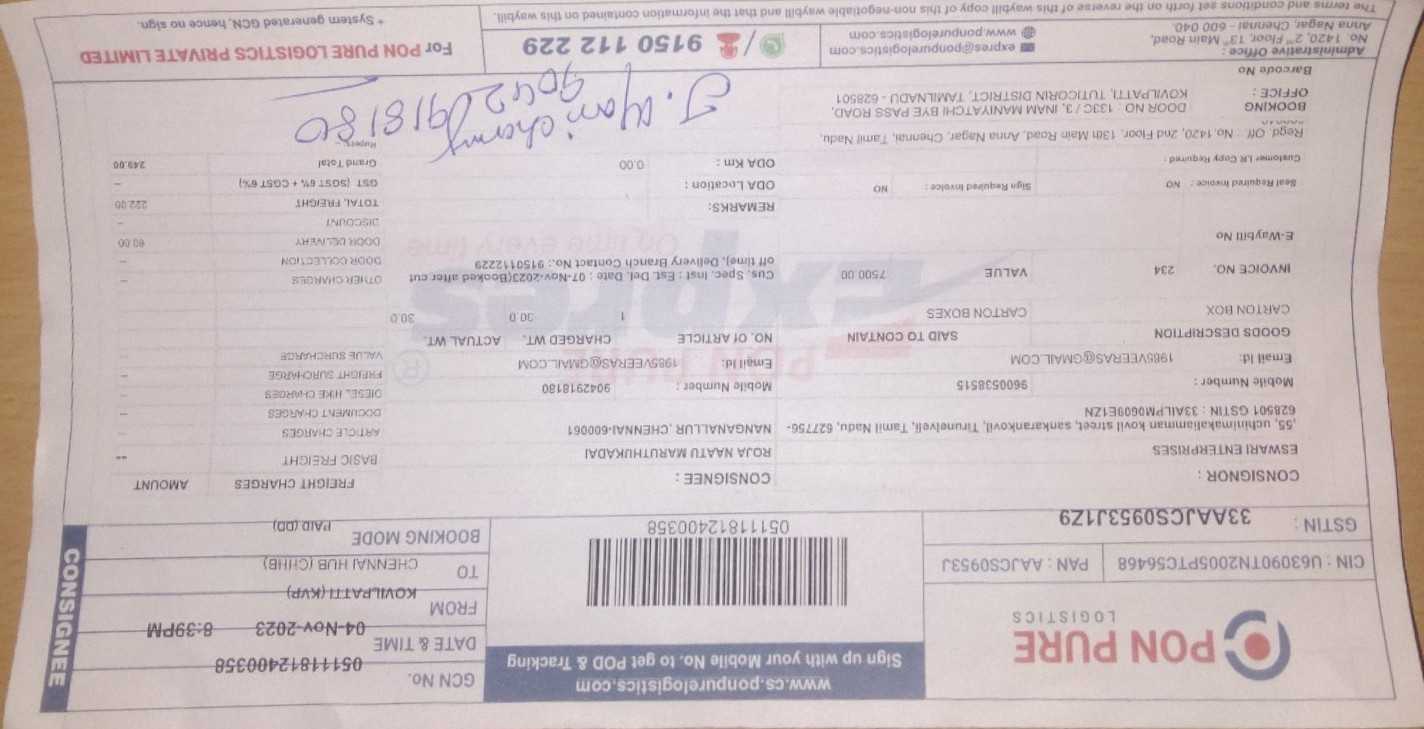 PON PURE
LOGISTICS
www.cs.ponpurelogistics.com
Sign up with your Mobile No. to get POD & Tracking
GCN No. 05111812400358
DATE & TIME 04-Nov-2023 8:39PM
FROM KOVILPATTI (KVP)
TO CHENNAI HUB (CHHB)
BOOKING MODE PAID (DD)
CONSIGNEE
CIN : U63090TN2005PTC56468 PAN : AAJCS0953J
GSTIN : 33AAJCS0953J1Z9
05111812400358
CONSIGNOR :
ESWARI ENTERPRISES
,55, uchinimakaliamman kovil street, sankarankovil, Tirunelveli, Tamil Nadu, 627756-
628501 GSTIN : 33AILPM0609E1ZN
Mobile Number : 9600538515
Email Id: 1985VEERAS@GMAIL.COM
CONSIGNEE :
ROJA NAATU MARUTHUKADAI
NANGANALLUR ,CHENNAI-600061
Mobile Number : 9042918180
Email Id: 1985VEERAS@GMAIL.COM
FREIGHT CHARGES AMOUNT
BASIC FREIGHT --
ARTICLE CHARGES --
DOCUMENT CHARGES --
DIESEL HIKE CHARGES --
FREIGHT SURCHARGE --
VALUE SURCHARGE --
OTHER CHARGES --
DOOR COLLECTION --
DOOR DELIVERY 60.00
DISCOUNT --
TOTAL FREIGHT 222.00
GST (SGST 6% + CGST 6%) --
Grand Total 249.00
Rupees
GOODS DESCRIPTION SAID TO CONTAIN NO. Of ARTICLE CHARGED WT. ACTUAL WT.
CARTON BOX CARTON BOXES 1 30.0 30.0
INVOICE NO. 234 VALUE 7500.00
Cus. Spec. Inst : Est. Del. Date : 07-Nov-2023(Booked after cut
off time), Delivery Branch Contact No.: 9150112229
E-Waybill No
REMARKS:
Seal Required Invoice : NO Sign Required Invoice : NO
ODA Location :
Customer LR Copy Required :
ODA Km : 0.00
PON PURE
Expres
On time every time
Regd. Off : No.1420, 2nd Floor, 13th Main Road, Anna Nagar, Chennai, Tamil Nadu,
BOOKING OFFICE : DOOR NO : 133C / 3, INAM MANIYATCHI BYE PASS ROAD,
KOVILPATTI, TUTICORIN DISTRICT, TAMILNADU - 628501
Barcode No
9042918180
Administrative Office :
No. 1420, 2nd Floor, 13th Main Road,
Anna Nagar, Chennai - 600 040.
expres@ponpurelogistics.com
www.ponpurelogistics.com
9150 112 229
For PON PURE LOGISTICS PRIVATE LIMITED
* System generated GCN, hence no sign.
The terms and conditions set forth on the reverse of this waybill copy of this non-negotiable waybill and that the information contained on this waybill.